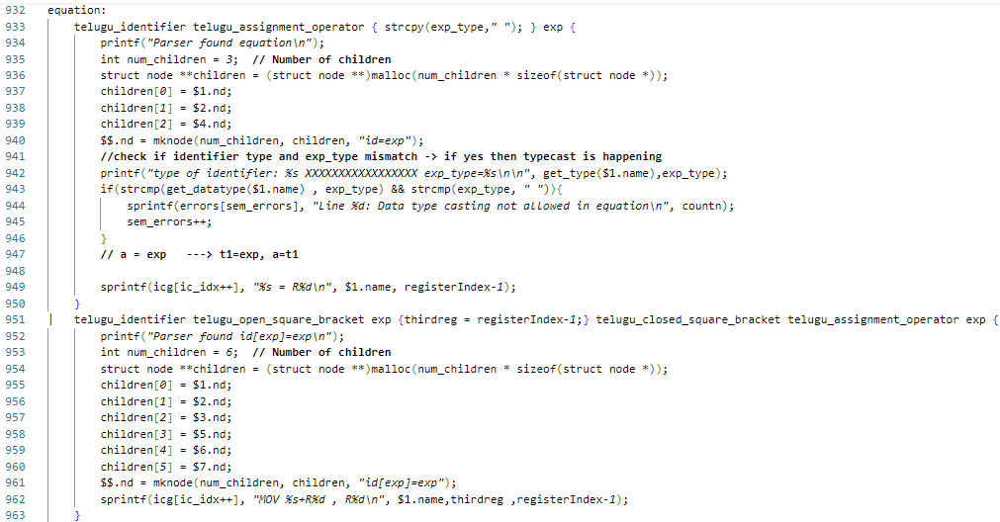 932 equation:
933 telugu_identifier telugu_assignment_operator { strcpy(exp_type," "); } exp {
934 printf("Parser found equation\n");
935 int num_children = 3; // Number of children
936 struct node **children = (struct node **)malloc(num_children * sizeof(struct node *));
937 children[0] = $1.nd;
938 children[1] = $2.nd;
939 children[2] = $4.nd;
940 $$.nd = mknode(num_children, children, "id=exp");
941 //check if identifier type and exp_type mismatch -> if yes then typecast is happening
942 printf("type of identifier: %s XXXXXXXXXXXXXXXXX exp_type=%s\n\n", get_type($1.name),exp_type);
943 if(strcmp(get_datatype($1.name) , exp_type) && strcmp(exp_type, " ")){
944 sprintf(errors[sem_errors], "Line %d: Data type casting not allowed in equation\n", countn);
945 sem_errors++;
946 }
947 // a = exp ---> t1=exp, a=t1
948
949 sprintf(icg[ic_idx++], "%s = R%d\n", $1.name, registerIndex-1);
950 }
951 | telugu_identifier telugu_open_square_bracket exp {thirdreg = registerIndex-1;} telugu_closed_square_bracket telugu_assignment_operator exp {
952 printf("Parser found id[exp]=exp\n");
953 int num_children = 6; // Number of children
954 struct node **children = (struct node **)malloc(num_children * sizeof(struct node *));
955 children[0] = $1.nd;
956 children[1] = $2.nd;
957 children[2] = $3.nd;
958 children[3] = $5.nd;
959 children[4] = $6.nd;
960 children[5] = $7.nd;
961 $$.nd = mknode(num_children, children, "id[exp]=exp");
962 sprintf(icg[ic_idx++], "MOV %s+R%d , R%d\n", $1.name,thirdreg ,registerIndex-1);
963 }